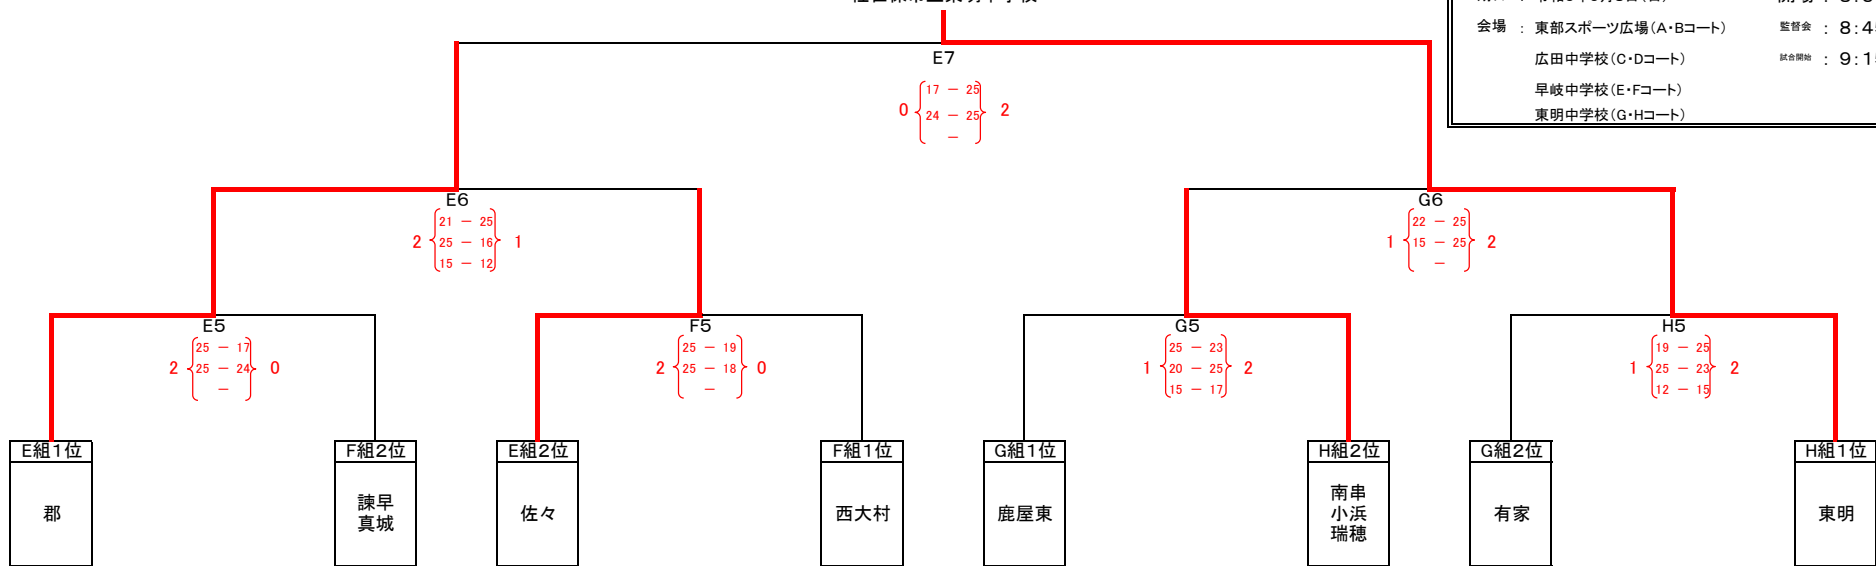 会場 : 東部スポーツ広場(A・Bコート)
監督会 : 8:4
広田中学校(C・Dコート)
試合開始 : 9:1
早岐中学校(E・Fコート)
東明中学校(G・Hコート)
E7
0 17 - 25 2
24 - 25
-
E6
21 - 25
2 25 - 16 1
15 - 12
G6
22 - 25
1 15 - 25 2
-
E5
25 - 17
2 25 - 24 0
-
F5
25 - 19
2 25 - 18 0
-
G5
25 - 23
1 20 - 25 2
15 - 17
H5
19 - 25
1 25 - 23 2
12 - 15
E組1位
郡
F組2位
諫早
真城
E組2位
佐々
F組1位
西大村
G組1位
鹿屋東
H組2位
南串
小浜
瑞穂
G組2位
有家
H組1位
東明